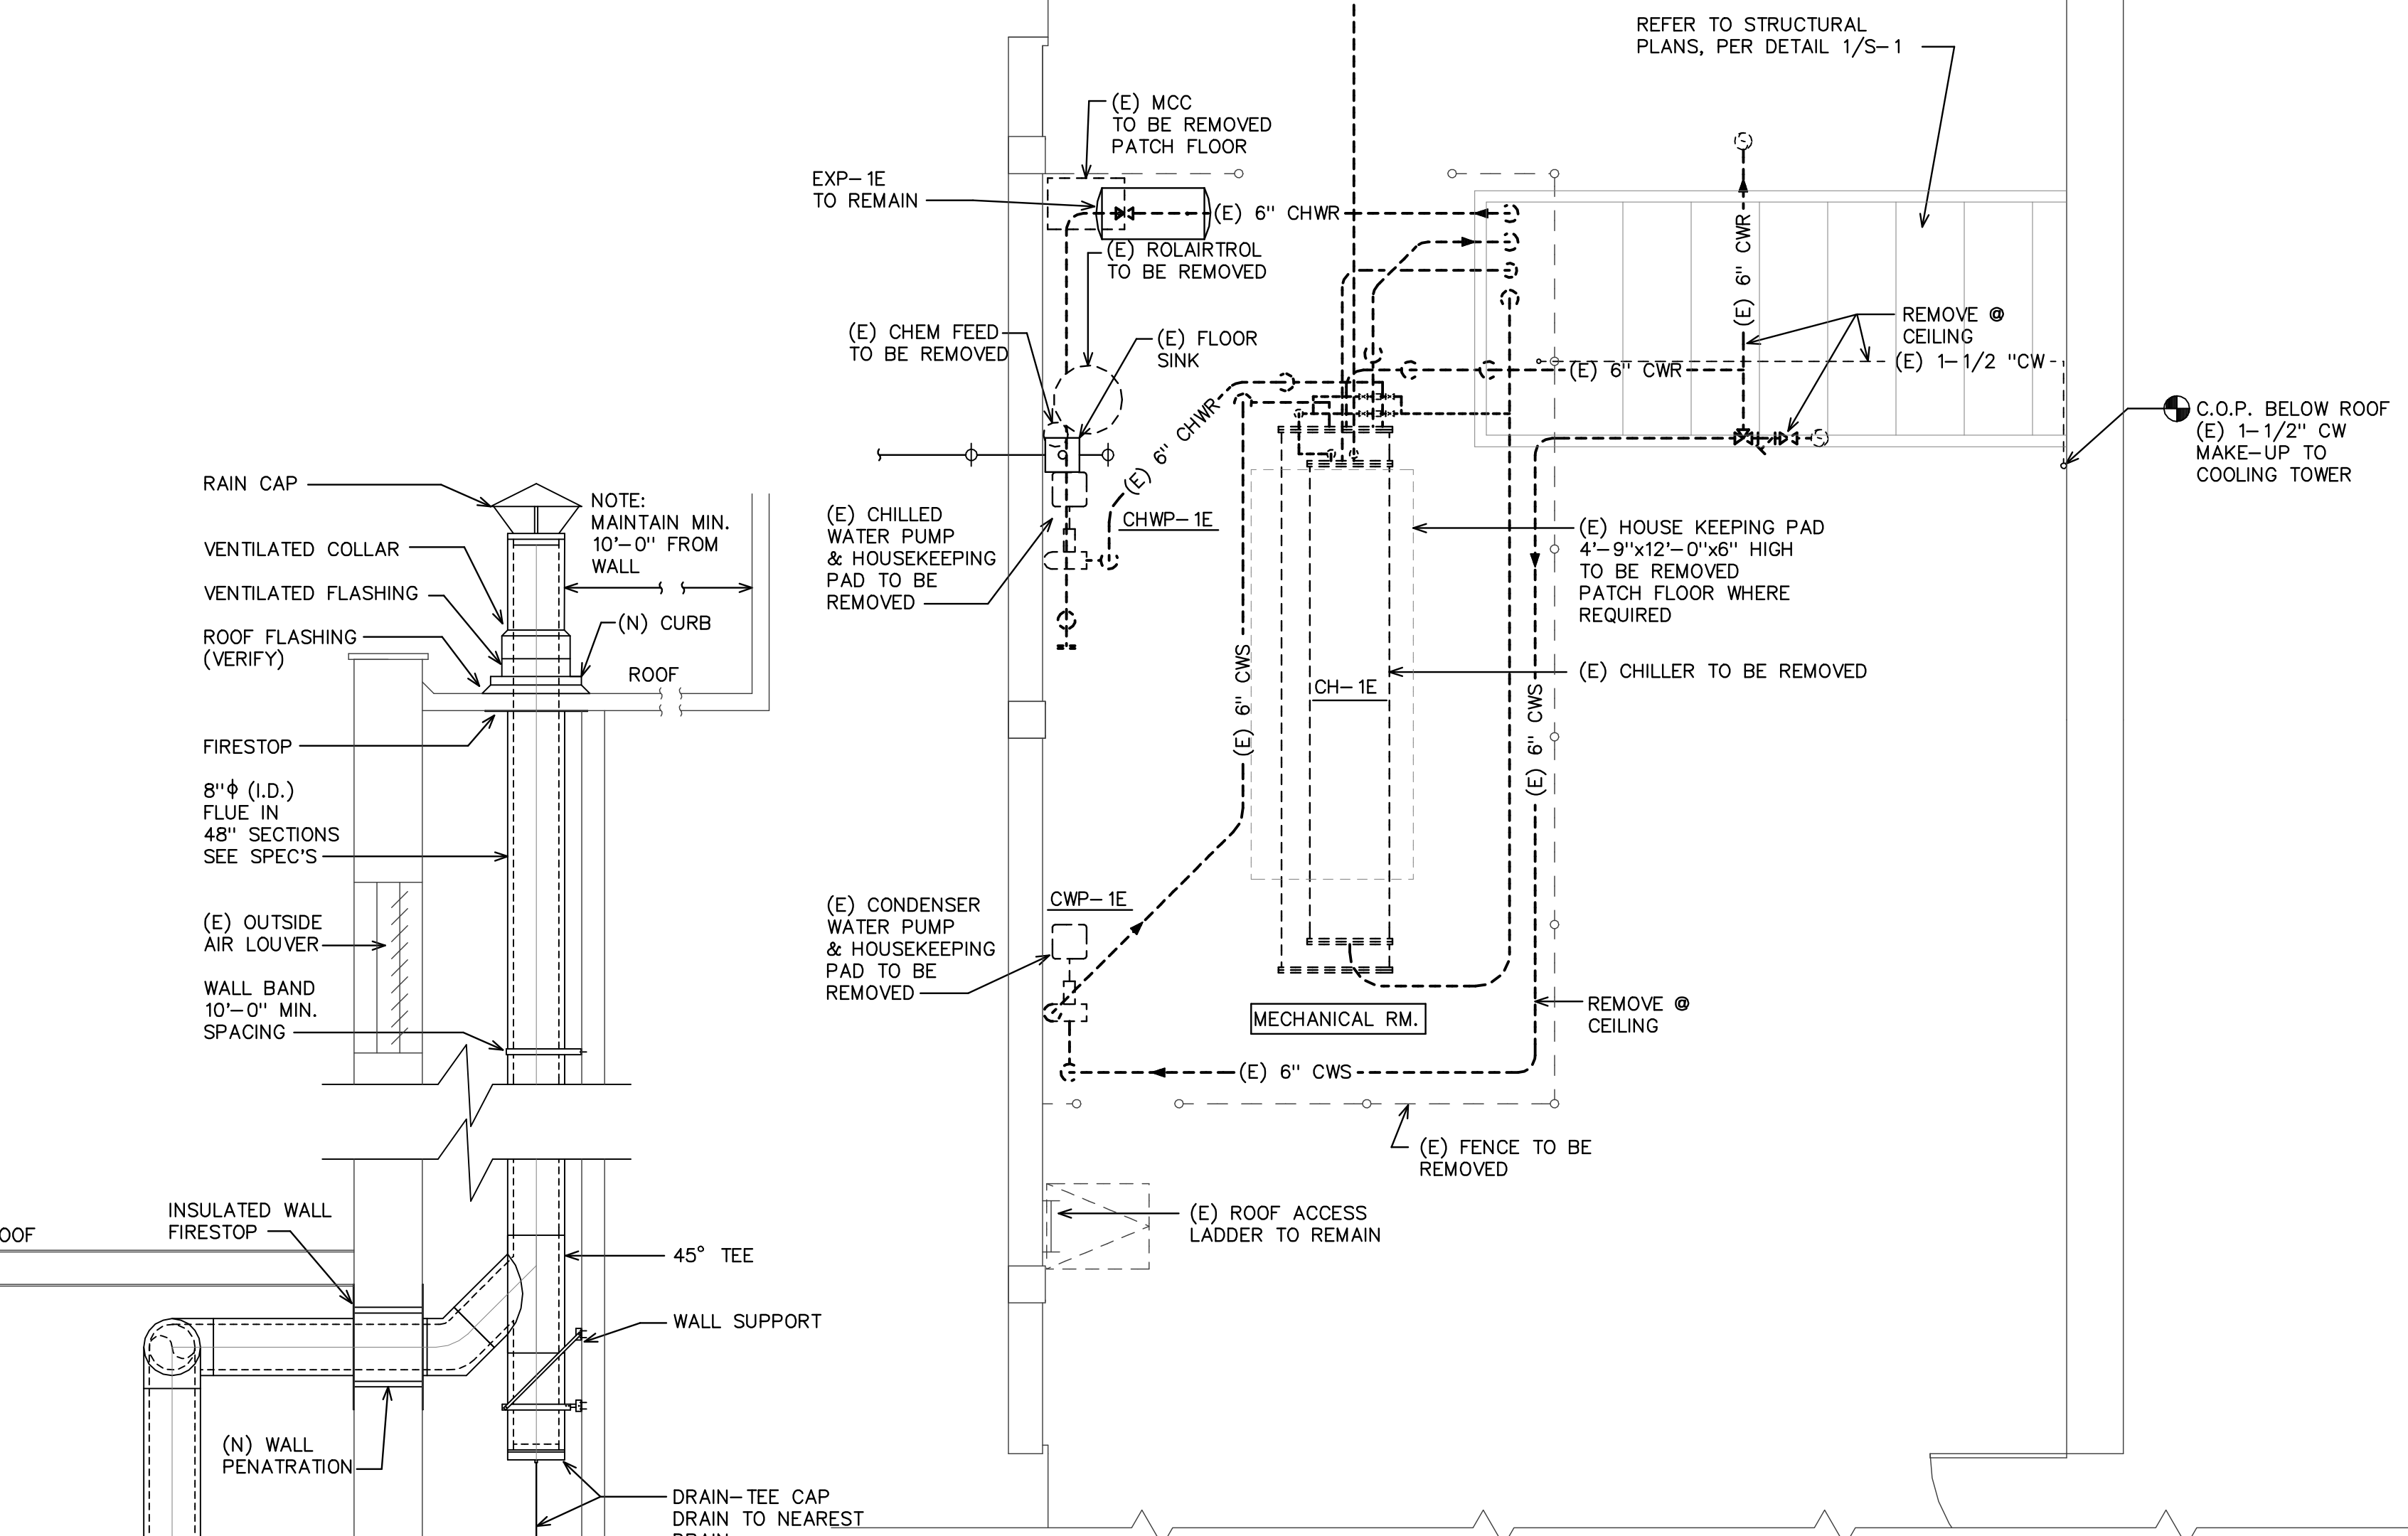 REFER TO STRUCTURAL
PLANS, PER DETAIL 1/S-1
(E) MCC
TO BE REMOVED
PATCH FLOOR
EXP-1E
TO REMAIN
(E) 6" CHWR
(E) 6" CWR
(E) ROLAIRTROL
TO BE REMOVED
(E) CHEM FEED
TO BE REMOVED
(E) FLOOR
SINK
REMOVE @
CEILING
(E) 1-1/2 "CW
(E) 6" CWR
(E) 6" CHWR
C.O.P. BELOW ROOF
(E) 1-1/2" CW
MAKE-UP TO
COOLING TOWER
(E) CHILLED
WATER PUMP
& HOUSEKEEPING
PAD TO BE
REMOVED
CHWP-1E
(E) HOUSE KEEPING PAD
4'-9"x12'-0"x6" HIGH
TO BE REMOVED
PATCH FLOOR WHERE
REQUIRED
(E) CHILLER TO BE REMOVED
CH-1E
(E) 6" CWS
(E) 6" CWS
(E) CONDENSER
WATER PUMP
& HOUSEKEEPING
PAD TO BE
REMOVED
CWP-1E
MECHANICAL RM.
REMOVE @
CEILING
(E) 6" CWS
(E) FENCE TO BE
REMOVED
(E) ROOF ACCESS
LADDER TO REMAIN
RAIN CAP
NOTE:
MAINTAIN MIN.
10'-0" FROM
WALL
VENTILATED COLLAR
VENTILATED FLASHING
ROOF FLASHING
(VERIFY)
(N) CURB
ROOF
FIRESTOP
8"ϕ (I.D.)
FLUE IN
48" SECTIONS
SEE SPEC'S
(E) OUTSIDE
AIR LOUVER
WALL BAND
10'-0" MIN.
SPACING
INSULATED WALL
FIRESTOP
OOF
45° TEE
WALL SUPPORT
(N) WALL
PENATRATION
DRAIN-TEE CAP
DRAIN TO NEAREST